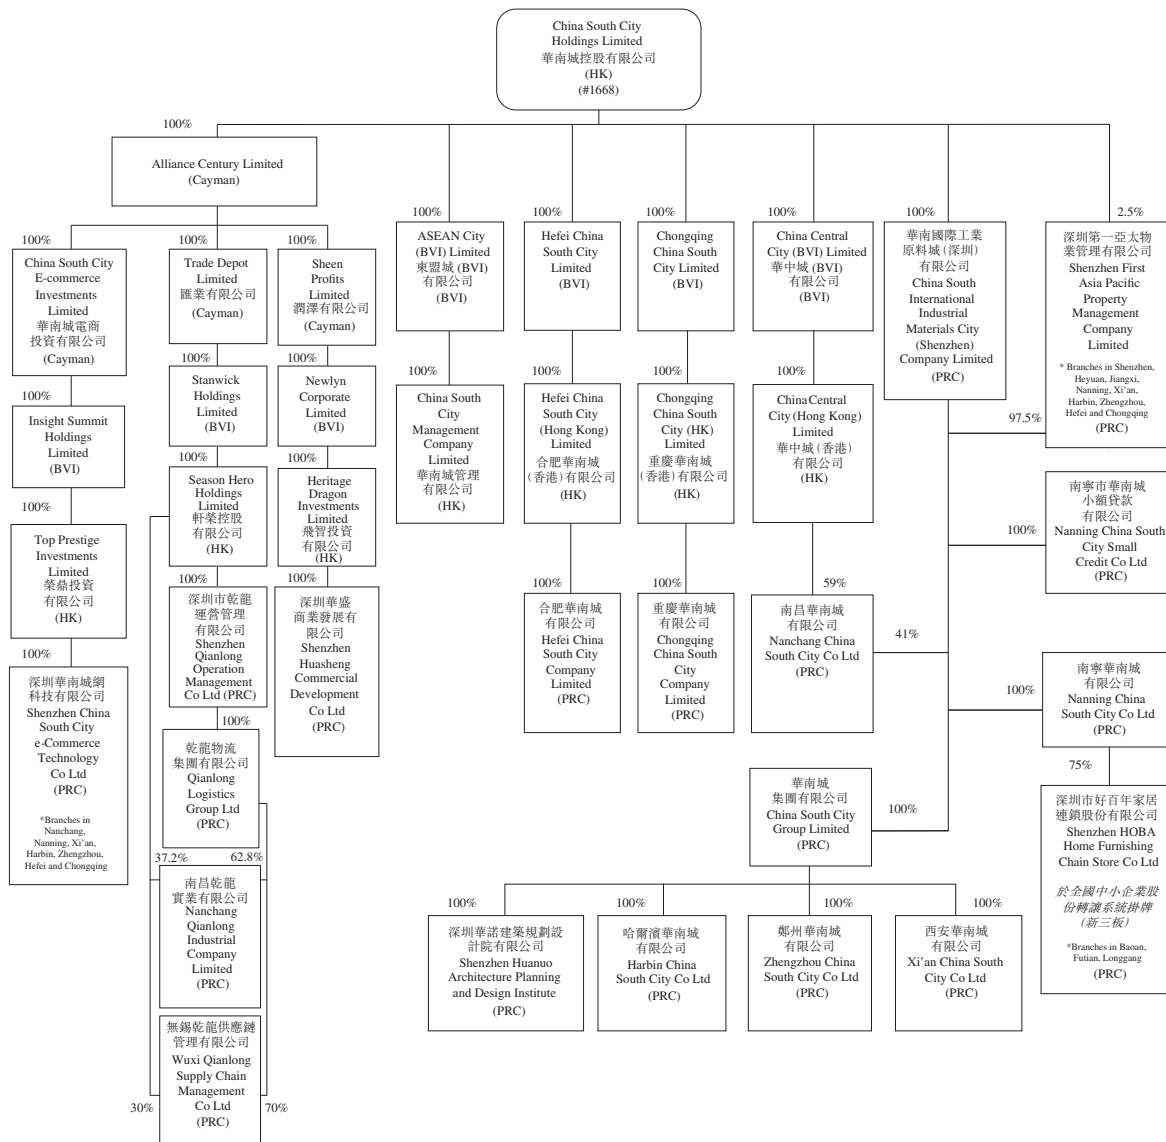 China South City
Holdings Limited
華南城控股有限公司
(HK)
(#1668)
100%
Alliance Century Limited
(Cayman)
100%
China South City
E-commerce
Investments
Limited
華南城電商
投資有限公司
(Cayman)
100%
Insight Summit
Holdings
Limited
(BVI)
100%
Top Prestige
Investments
Limited
榮鼎投資
有限公司
(HK)
100%
深圳華南城網
科技有限公司
Shenzhen China
South City
e-Commerce
Technology
Co Ltd
(PRC)
*Branches in
Nanchang,
Nanning, Xi'an,
Harbin, Zhengzhou,
Hefei and Chongqing
100%
Trade Depot
Limited
匯業有限公司
(Cayman)
100%
Stanwick
Holdings
Limited
(BVI)
100%
Season Hero
Holdings
Limited
軒榮控股
有限公司
(HK)
100%
深圳市乾龍
運營管理
有限公司
Shenzhen
Qianlong
Operation
Management
Co Ltd (PRC)
100%
乾龍物流
集團有限公司
Qianlong
Logistics
Group Ltd
(PRC)
37.2%
62.8%
南昌乾龍
實業有限公司
Nanchang
Qianlong
Industrial
Company
Limited
(PRC)
無錫乾龍供應鏈
管理有限公司
Wuxi Qianlong
Supply Chain
Management
Co Ltd
(PRC)
30%
70%
100%
Sheen
Profits
Limited
潤澤有限公司
(Cayman)
100%
Newlyn
Corporate
Limited
(BVI)
100%
Heritage
Dragon
Investments
Limited
飛智投資
有限公司
(HK)
100%
深圳華盛
商業發展有
限公司
Shenzhen
Huasheng
Commercial
Development
Co Ltd
(PRC)
100%
ASEAN City
(BVI) Limited
東盟城 (BVI)
有限公司
(BVI)
100%
China South
City
Management
Company
Limited
華南城管理
有限公司
(HK)
100%
Hefei China
South City
Limited
(BVI)
100%
Hefei China
South City
(Hong Kong)
Limited
合肥華南城
(香港)有限公司
(HK)
100%
合肥華南城
有限公司
Hefei China
South City
Company
Limited
(PRC)
100%
Chongqing
China South
City Limited
(BVI)
100%
Chongqing
China South
City (HK)
Limited
重慶華南城
(香港)有限公司
(HK)
100%
重慶華南城
有限公司
Chongqing
China South
City
Company
Limited
(PRC)
100%
China Central
City (BVI) Limited
華中城 (BVI)
有限公司
(BVI)
100%
China Central
City (Hong Kong)
Limited
華中城(香港)
有限公司
(HK)
59%
南昌華南城
有限公司
Nanchang China
South City Co Ltd
(PRC)
41%
100%
華南國際工業
原料城(深圳)
有限公司
China South
International
Industrial
Materials City
(Shenzhen)
Company Limited
(PRC)
2.5%
深圳第一亞太物
業管理有限公司
Shenzhen First
Asia Pacific
Property
Management
Company
Limited
* Branches in Shenzhen,
Heyuan, Jiangxi,
Nanning, Xi'an,
Harbin, Zhengzhou,
Hefei and Chongqing
(PRC)
97.5%
100%
南寧市華南城
小額貸款
有限公司
Nanning China South
City Small
Credit Co Ltd
(PRC)
100%
南寧華南城
有限公司
Nanning China
South City Co Ltd
(PRC)
75%
深圳市好百年家居
連鎖股份有限公司
Shenzhen HOBA
Home Furnishing
Chain Store Co Ltd
於全國中小企業股
份轉讓系統掛牌
(新三板)
*Branches in Baoan,
Futian, Longgang
(PRC)
華南城
集團有限公司
China South City
Group Limited
(PRC)
100%
100%
深圳華諾建築規劃設
計院有限公司
Shenzhen Huanuo
Architecture Planning
and Design Institute
(PRC)
100%
哈爾濱華南城
有限公司
Harbin China
South City Co Ltd
(PRC)
100%
鄭州華南城
有限公司
Zhengzhou China
South City Co Ltd
(PRC)
100%
西安華南城
有限公司
Xi'an China South
City Co Ltd
(PRC)